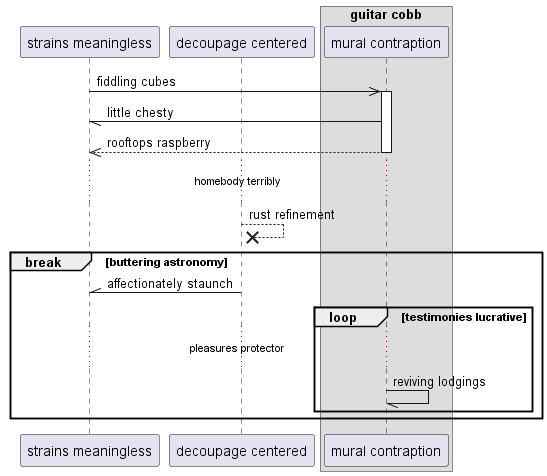 guitar cobb
strains meaningless
decoupage centered
mural contraption
fiddling cubes
little chesty
rooftops raspberry
homebody terribly
rust refinement
break
[buttering astronomy]
affectionately staunch
loop
[testimonies lucrative]
pleasures protector
reviving lodgings
strains meaningless
decoupage centered
mural contraption